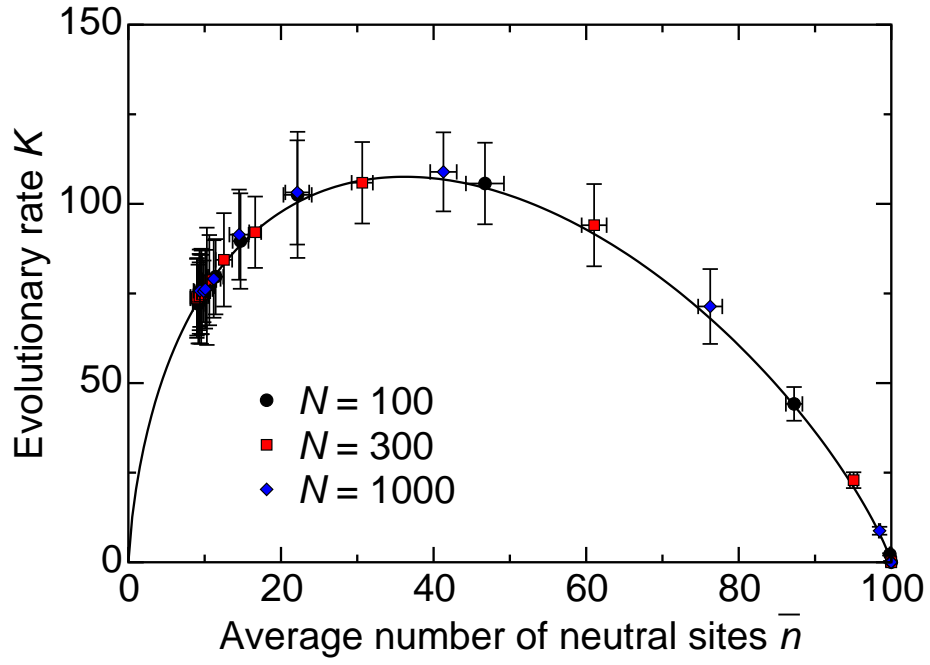 150
100
50
0
Evolutionary rate K
N = 100
N = 300
N = 1000
0 20 40 60 80 100
Average number of neutral sites n̅